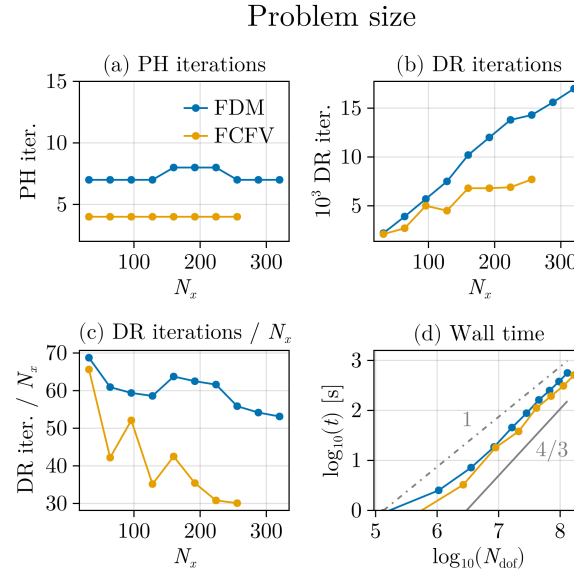 Problem size
(a) PH iterations
15
10
5
PH iter.
FDM
FCFV
100
200
300
N_x
(b) DR iterations
15
10
5
10³ DR iter.
100
200
300
N_x
(c) DR iterations / N_x
70
60
50
40
30
DR iter. / N_x
100
200
300
N_x
(d) Wall time
3
2
1
0
log₁₀(t) [s]
1
4/3
5
6
7
8
log₁₀(N_dof)